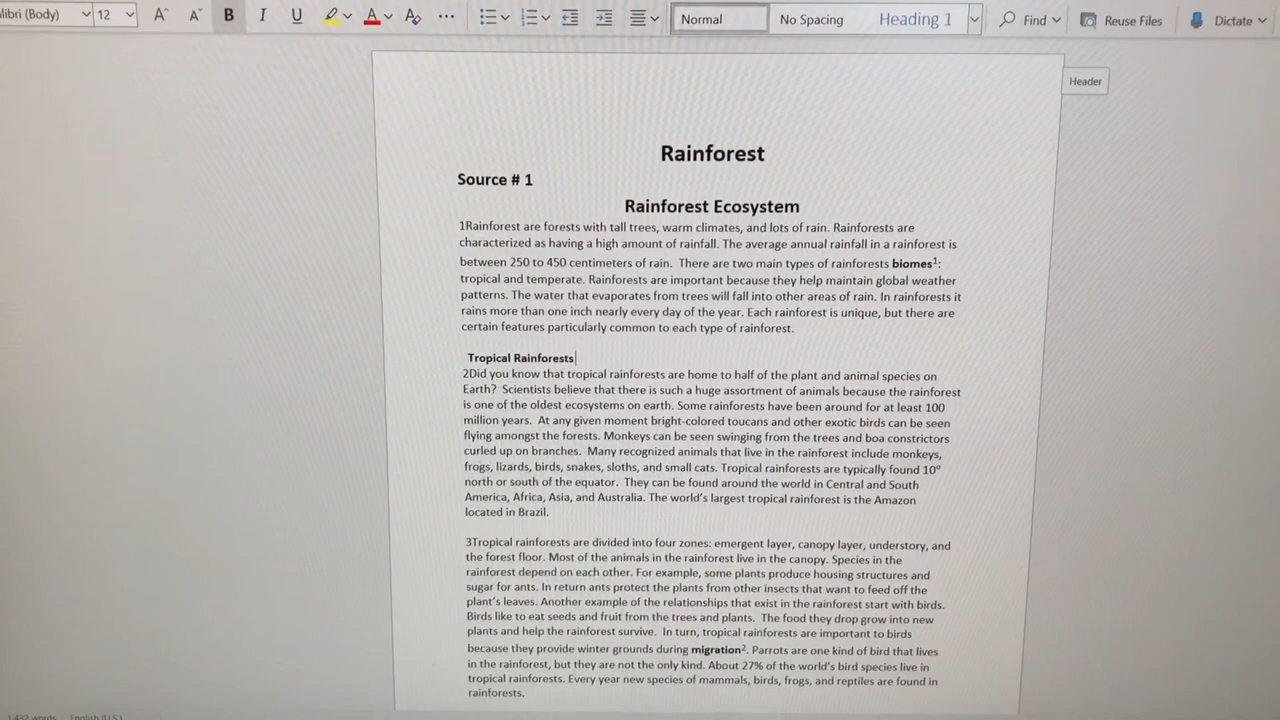 libri (Body) 12 A^ A˅ B I U A A ... Normal No Spacing Heading 1 Find Reuse Files Dictate
Header
Rainforest
Source # 1
Rainforest Ecosystem
1Rainforest are forests with tall trees, warm climates, and lots of rain. Rainforests are
characterized as having a high amount of rainfall. The average annual rainfall in a rainforest is
between 250 to 450 centimeters of rain.  There are two main types of rainforests biomes¹:
tropical and temperate. Rainforests are important because they help maintain global weather
patterns. The water that evaporates from trees will fall into other areas of rain. In rainforests it
rains more than one inch nearly every day of the year. Each rainforest is unique, but there are
certain features particularly common to each type of rainforest.
Tropical Rainforests
2Did you know that tropical rainforests are home to half of the plant and animal species on
Earth?  Scientists believe that there is such a huge assortment of animals because the rainforest
is one of the oldest ecosystems on earth. Some rainforests have been around for at least 100
million years.  At any given moment bright-colored toucans and other exotic birds can be seen
flying amongst the forests. Monkeys can be seen swinging from the trees and boa constrictors
curled up on branches.  Many recognized animals that live in the rainforest include monkeys,
frogs, lizards, birds, snakes, sloths, and small cats. Tropical rainforests are typically found 10°
north or south of the equator.  They can be found around the world in Central and South
America, Africa, Asia, and Australia. The world's largest tropical rainforest is the Amazon
located in Brazil.
3Tropical rainforests are divided into four zones: emergent layer, canopy layer, understory, and
the forest floor. Most of the animals in the rainforest live in the canopy. Species in the
rainforest depend on each other. For example, some plants produce housing structures and
sugar for ants. In return ants protect the plants from other insects that want to feed off the
plant's leaves. Another example of the relationships that exist in the rainforest start with birds.
Birds like to eat seeds and fruit from the trees and plants.  The food they drop grow into new
plants and help the rainforest survive.  In turn, tropical rainforests are important to birds
because they provide winter grounds during migration². Parrots are one kind of bird that lives
in the rainforest, but they are not the only kind. About 27% of the world's bird species live in
tropical rainforests. Every year new species of mammals, birds, frogs, and reptiles are found in
rainforests.
1,432 words English (U.S.)